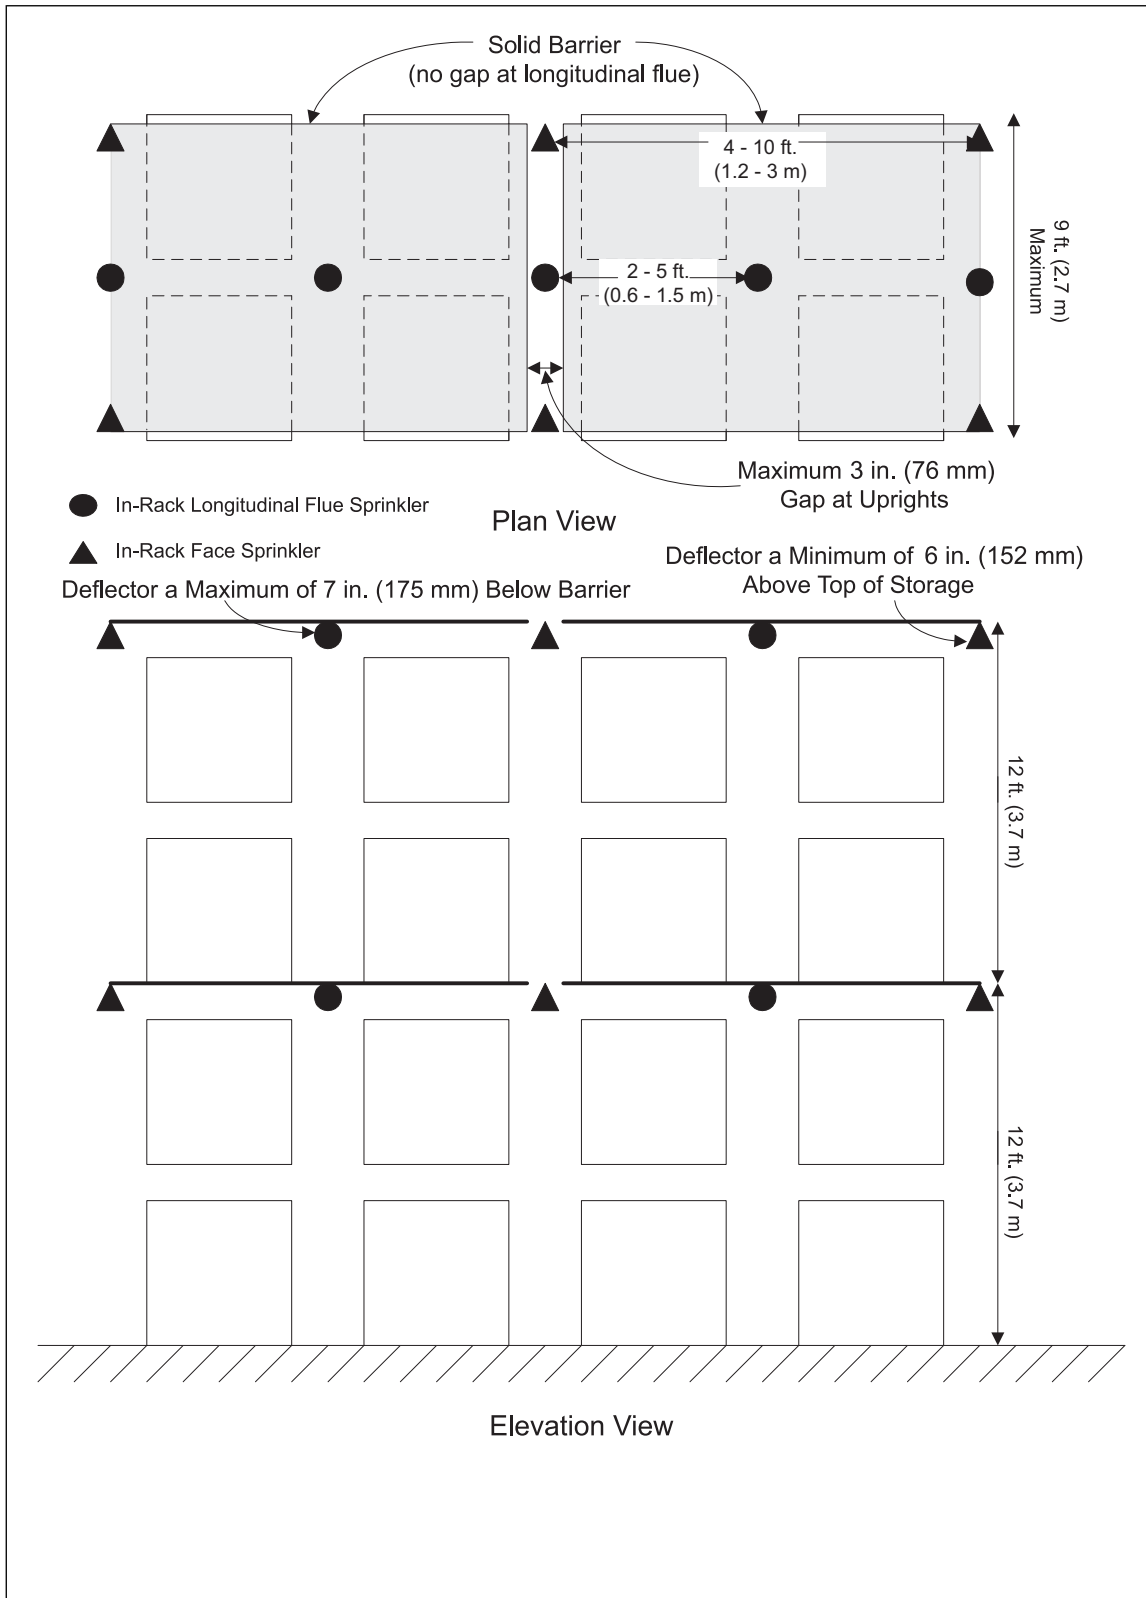 Solid Barrier
(no gap at longitudinal flue)
4 - 10 ft.
(1.2 - 3 m)
9 ft. (2.7 m)
Maximum
2 - 5 ft.
(0.6 - 1.5 m)
Maximum 3 in. (76 mm)
Gap at Uprights
In-Rack Longitudinal Flue Sprinkler
Plan View
In-Rack Face Sprinkler
Deflector a Minimum of 6 in. (152 mm)
Above Top of Storage
Deflector a Maximum of 7 in. (175 mm) Below Barrier
12 ft. (3.7 m)
12 ft. (3.7 m)
Elevation View